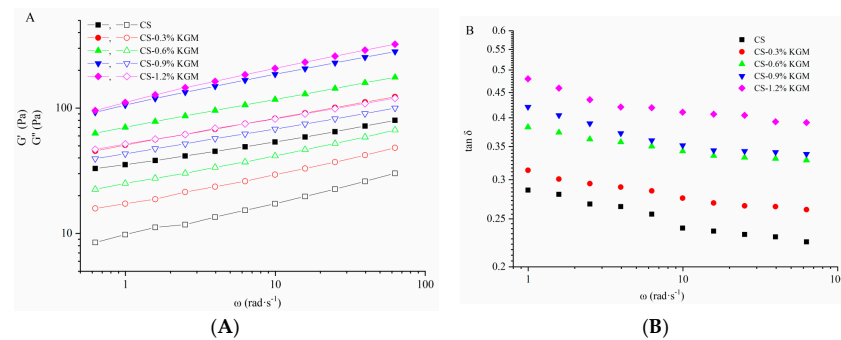 A
CS
CS-0.3% KGM
CS-0.6% KGM
CS-0.9% KGM
CS-1.2% KGM
G' (Pa)
G'' (Pa)
100
10
1
10
100
ω (rad·s⁻¹)
(A)
B
CS
CS-0.3% KGM
CS-0.6% KGM
CS-0.9% KGM
CS-1.2% KGM
tan δ
0.6
0.5
0.45
0.4
0.35
0.3
0.25
0.2
1
10
100
ω (rad·s⁻¹)
(B)